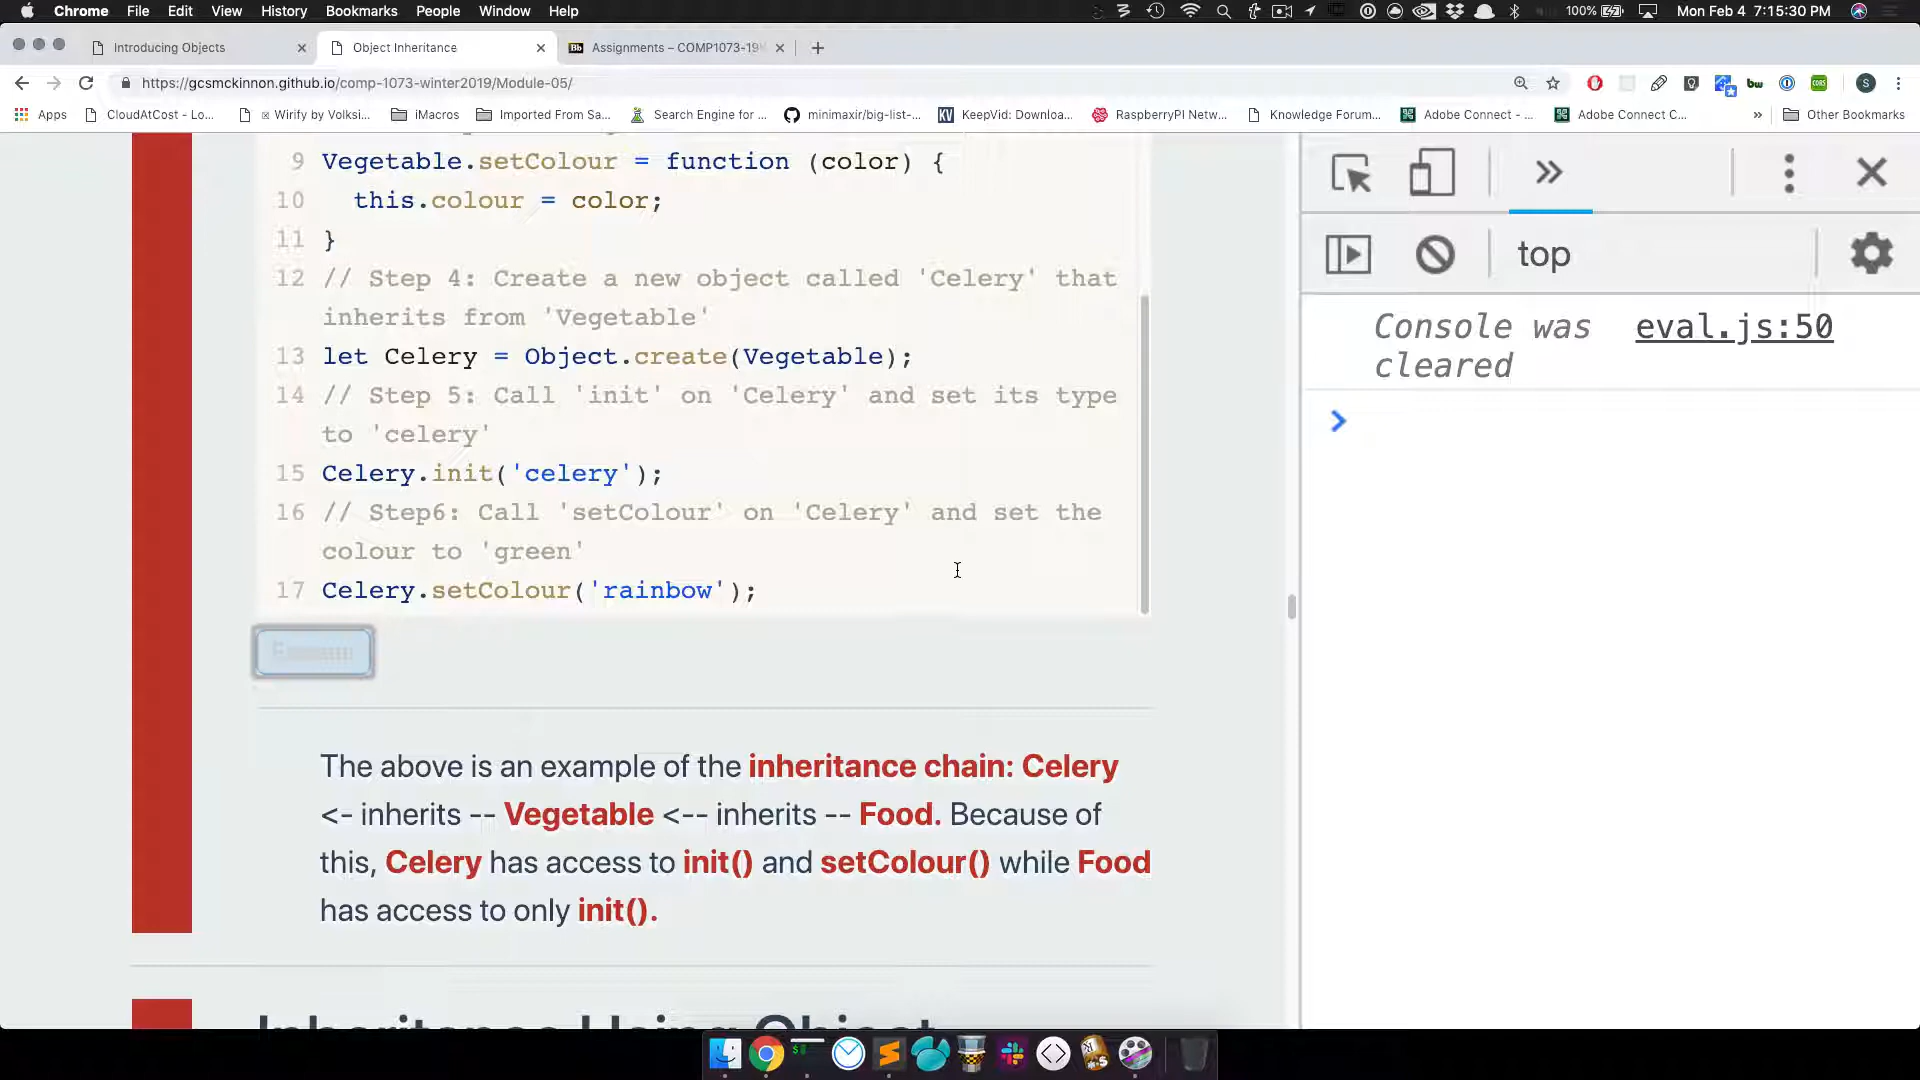 Chrome File Edit View History Bookmarks People Window Help 100% Mon Feb 4 7:15:30 PM
Introducing Objects Object Inheritance Bb Assignments – COMP1073-19
https://gcsmckinnon.github.io/comp-1073-winter2019/Module-05/
Apps CloudAtCost - Lo... Wirify by Volksi... iMacros Imported From Sa... Search Engine for ... minimaxir/big-list-... KV KeepVid: Downloa... RaspberryPI Netw... Knowledge Forum... Adobe Connect - ... Adobe Connect C... » Other Bookmarks
9 Vegetable.setColour = function (color) {
10 this.colour = color;
11 }
12 // Step 4: Create a new object called 'Celery' that
inherits from 'Vegetable'
13 let Celery = Object.create(Vegetable);
14 // Step 5: Call 'init' on 'Celery' and set its type
to 'celery'
15 Celery.init('celery');
16 // Step6: Call 'setColour' on 'Celery' and set the
colour to 'green'
17 Celery.setColour('rainbow');
The above is an example of the inheritance chain: Celery
<- inherits -- Vegetable <-- inherits -- Food. Because of
this, Celery has access to init() and setColour() while Food
has access to only init().
Inheritance Using Object
top
Console was eval.js:50
cleared